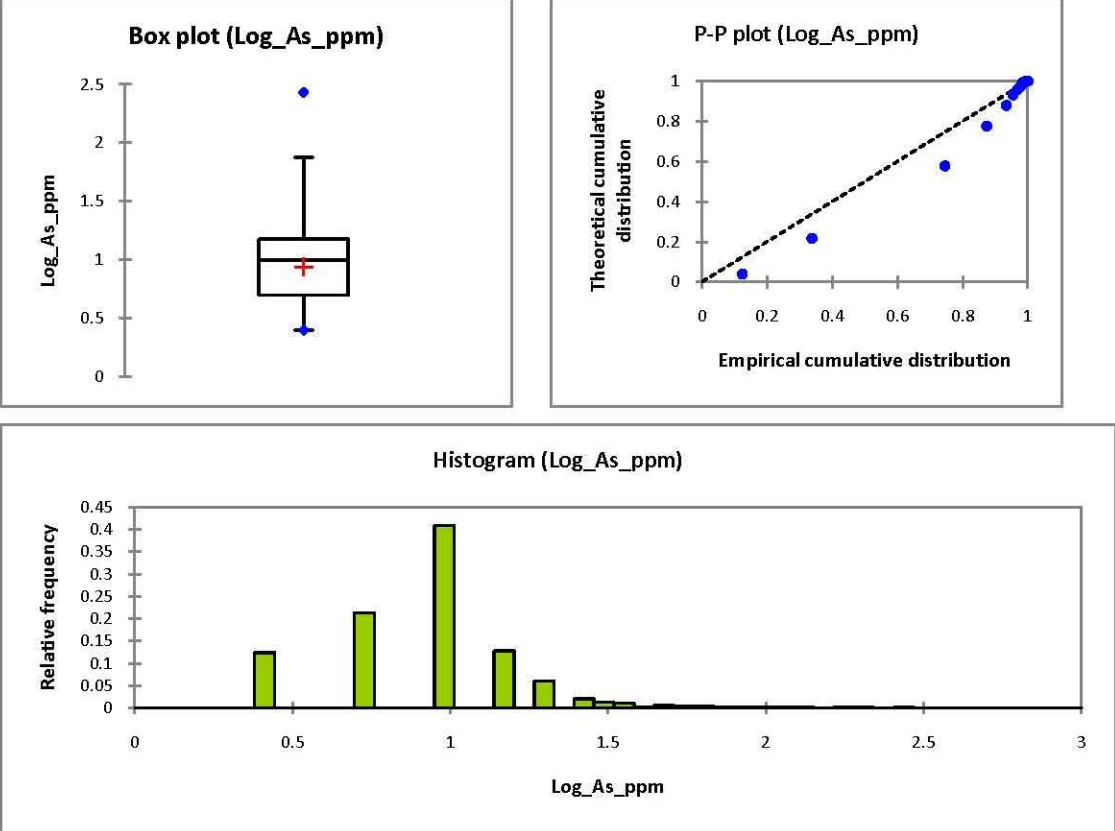 Box plot (Log_As_ppm)
2.5
2
1.5
1
0.5
0
Log_As_ppm
P-P plot (Log_As_ppm)
1
0.8
0.6
0.4
0.2
0
Theoretical cumulative
distribution
0 0.2 0.4 0.6 0.8 1
Empirical cumulative distribution
Histogram (Log_As_ppm)
0.45
0.4
0.35
0.3
0.25
0.2
0.15
0.1
0.05
0
Relative frequency
0 0.5 1 1.5 2 2.5 3
Log_As_ppm